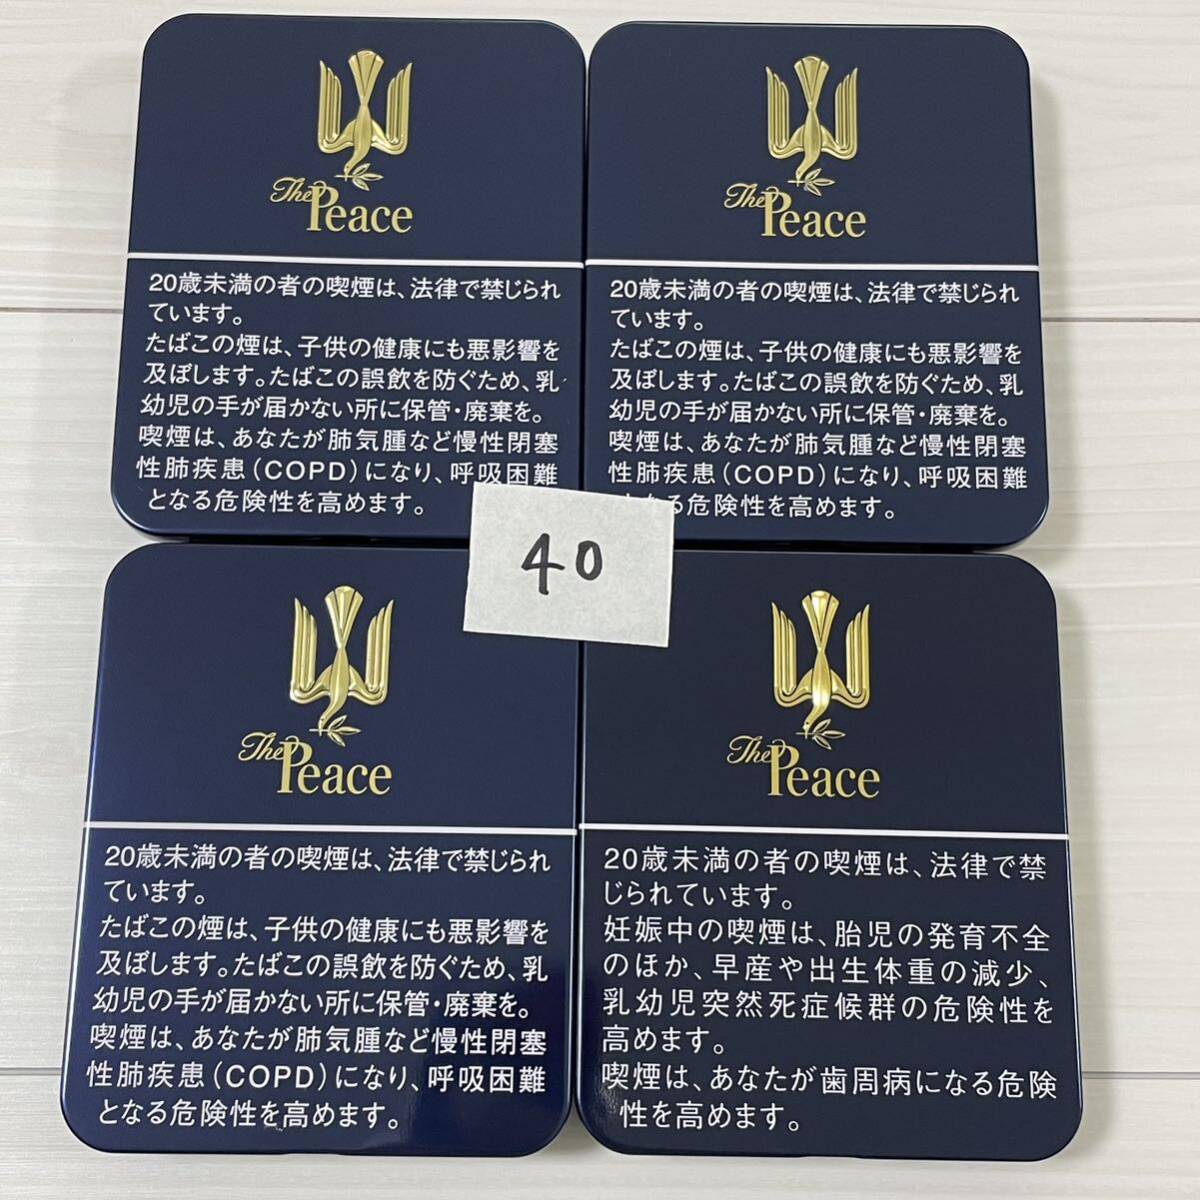 The Peace
20歳未満の者の喫煙は、法律で禁じられ
ています。
たばこの煙は、子供の健康にも悪影響を
及ぼします。たばこの誤飲を防ぐため、乳
幼児の手が届かない所に保管・廃棄を。
喫煙は、あなたが肺気腫など慢性閉塞
性肺疾患(COPD)になり、呼吸困難
となる危険性を高めます。
The Peace
20歳未満の者の喫煙は、法律で禁じられ
ています。
たばこの煙は、子供の健康にも悪影響を
及ぼします。たばこの誤飲を防ぐため、乳
幼児の手が届かない所に保管・廃棄を。
喫煙は、あなたが肺気腫など慢性閉塞
性肺疾患(COPD)になり、呼吸困難
となる危険性を高めます。
40
The Peace
20歳未満の者の喫煙は、法律で禁じられ
ています。
たばこの煙は、子供の健康にも悪影響を
及ぼします。たばこの誤飲を防ぐため、乳
幼児の手が届かない所に保管・廃棄を。
喫煙は、あなたが肺気腫など慢性閉塞
性肺疾患(COPD)になり、呼吸困難
となる危険性を高めます。
The Peace
20歳未満の者の喫煙は、法律で禁
じられています。
妊娠中の喫煙は、胎児の発育不全
のほか、早産や出生体重の減少、
乳幼児突然死症候群の危険性を
高めます。
喫煙は、あなたが歯周病になる危険
性を高めます。